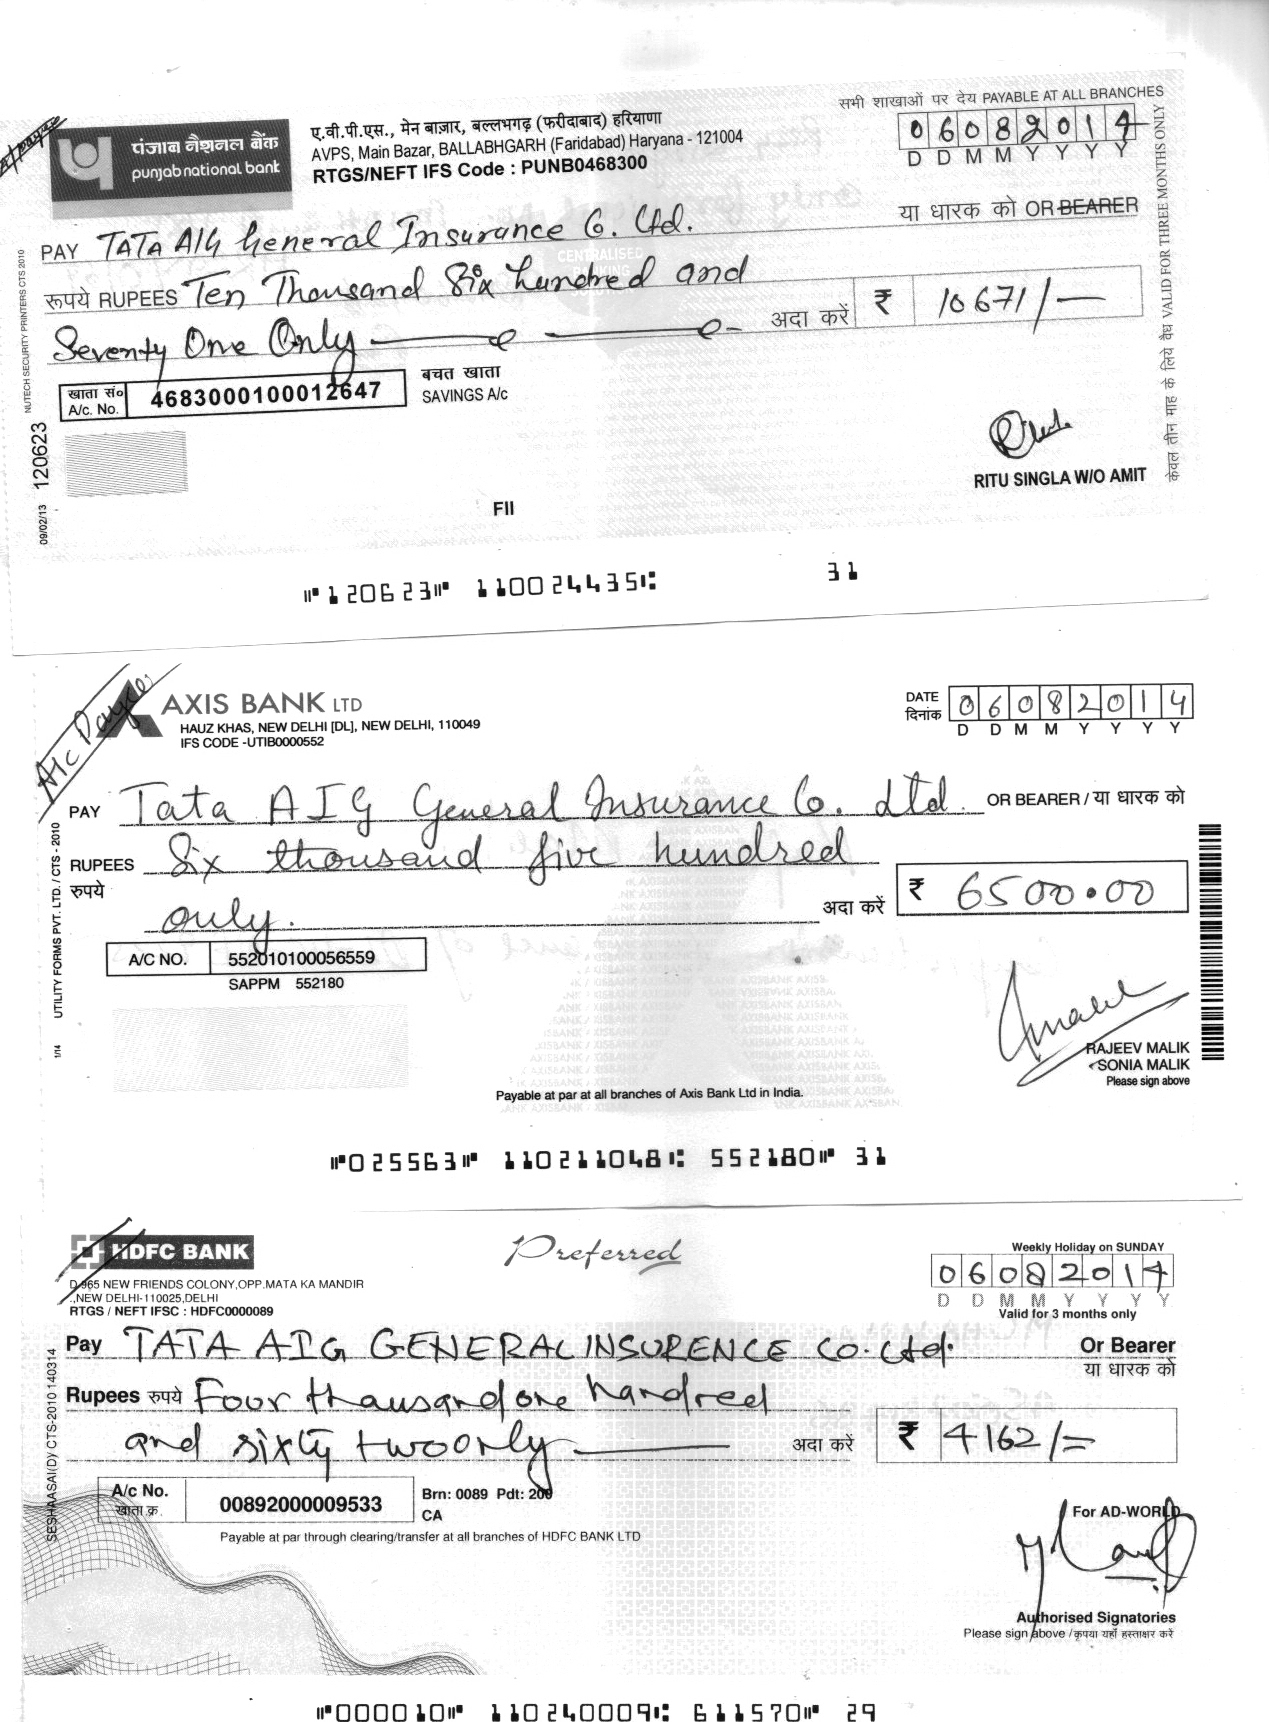 A/c payee
सभी शाखाओं पर देय PAYABLE AT ALL BRANCHES
पंजाब नैशनल बैंक
punjab national bank
ए.वी.पी.एस., मेन बाज़ार, बल्लभगढ़ (फरीदाबाद) हरियाणा
AVPS, Main Bazar, BALLABHGARH (Faridabad) Haryana - 121004
RTGS/NEFT IFS Code : PUNB0468300
06082014
D D M M Y Y Y Y
या धारक को OR BEARER
PAY TATA AIG General Insurance Co. Ltd.
रूपये RUPEES Ten Thousand Six hundred and
Seventy One Only
अदा करें ₹ 10671/-
खाता सं० A/c. No. 4683000100012647
बचत खाता
SAVINGS A/c
RITU SINGLA W/O AMIT
FII
केवल तीन माह के लिये वैध VALID FOR THREE MONTHS ONLY
NUTECH SECURITY PRINTERS CTS 2010
09/02/13 120623
CENTRALISED
120623 110024435 31
A/c Payee
AXIS BANK LTD
HAUZ KHAS, NEW DELHI [DL], NEW DELHI, 110049
IFS CODE -UTIB0000552
DATE
दिनांक
06082014
D D M M Y Y Y Y
PAY Tata AIG General Insurance Co. Ltd. OR BEARER / या धारक को
RUPEES Six thousand five hundred
रुपये
only.
अदा करें ₹ 6500.00
A/C NO. 552010100056559
SAPPM 552180
RAJEEV MALIK
SONIA MALIK
Please sign above
Payable at par at all branches of Axis Bank Ltd in India.
UTILITY FORMS PVT. LTD. / CTS - 2010
1/14
025563 110211048 552180 31
HDFC BANK
Preferred
Weekly Holiday on SUNDAY
06082014
D D M M Y Y Y Y
Valid for 3 months only
D-965 NEW FRIENDS COLONY,OPP.MATA KA MANDIR
.,NEW DELHI-110025,DELHI
RTGS / NEFT IFSC : HDFC0000089
Pay TATA AIG GENERAL INSURENCE CO. Ltd. Or Bearer
या धारक को
Rupees रुपये Four thausand one handred
and sixty two only
अदा करें ₹ 4162/=
A/c No.
खाता क्र.
00892000009533
Brn: 0089 Pdt: 200
CA
Payable at par through clearing/transfer at all branches of HDFC BANK LTD
For AD-WORLD
Authorised Signatories
Please sign above / कृपया यहाँ हस्ताक्षर करें
SESHAASAI(D)/ CTS-2010 140314
000010 110240009 611570 29